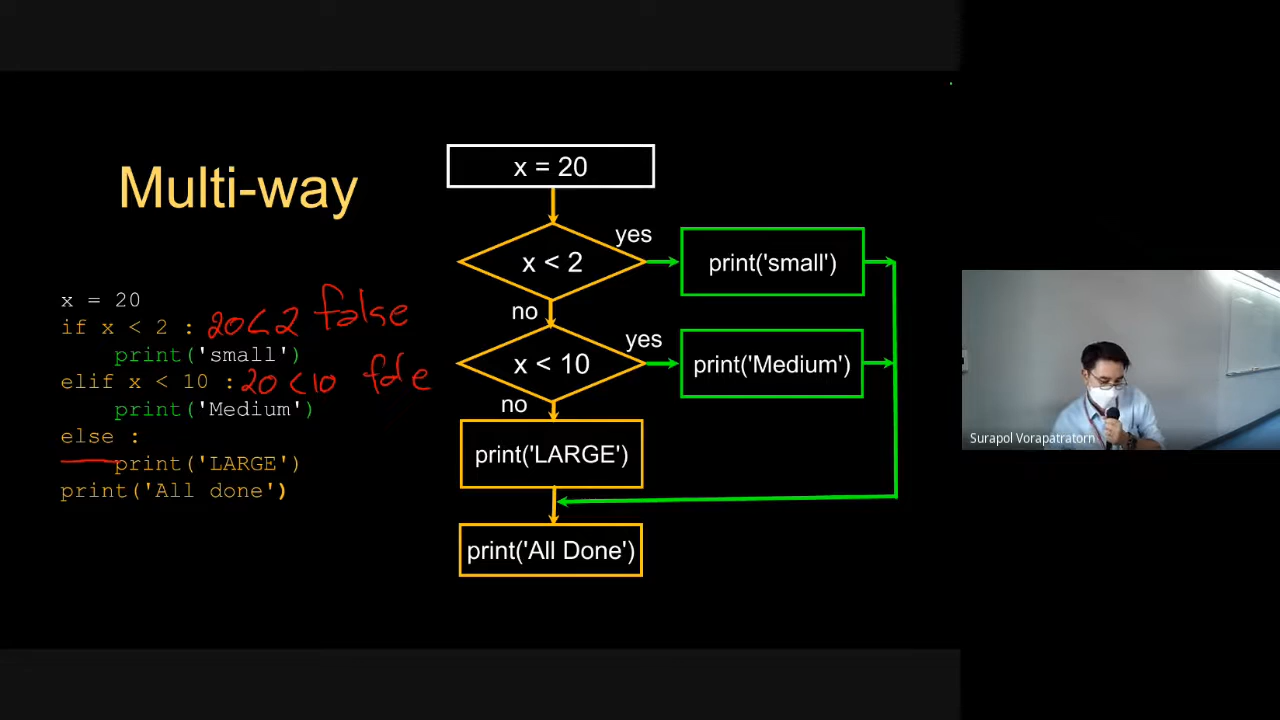 Multi-way
x = 20
if x < 2 : 20<2 false
print('small')
elif x < 10 : 20<10 fale
print('Medium')
else :
print('LARGE')
print('All done')
x = 20
x < 2
yes
print('small')
no
x < 10
yes
print('Medium')
no
print('LARGE')
print('All Done')
Surapol Vorapatratorn